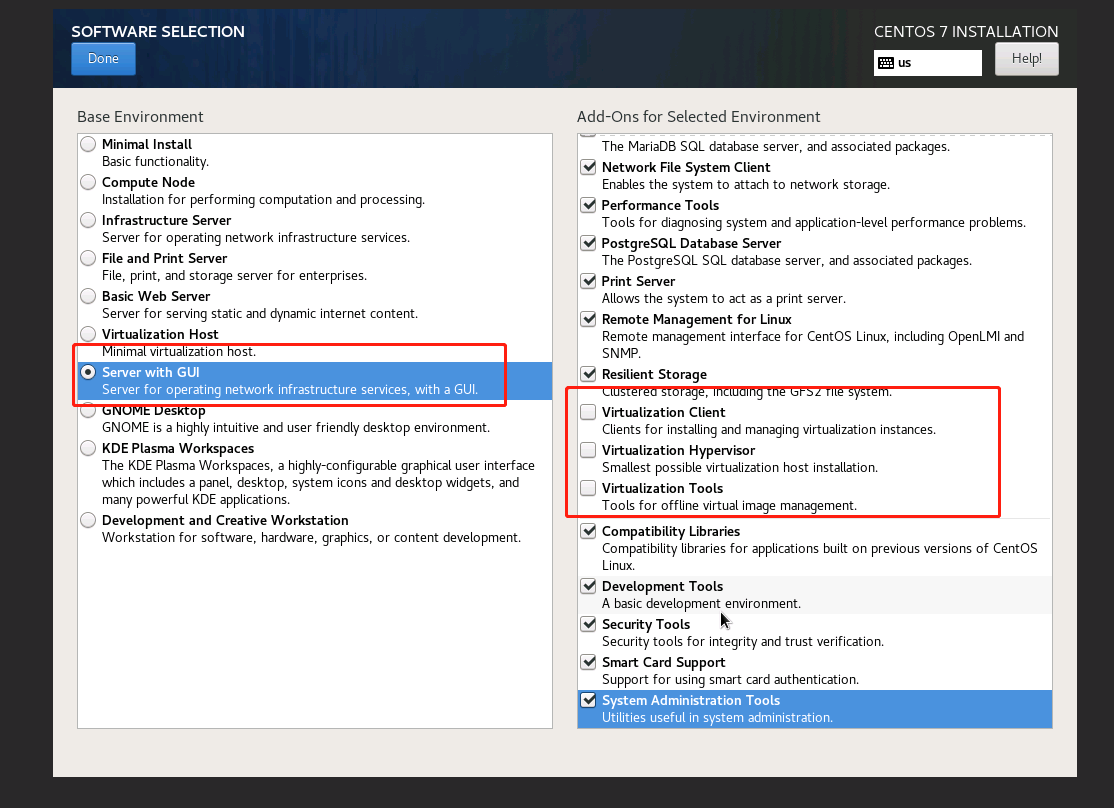 SOFTWARE SELECTION
CENTOS 7 INSTALLATION
Done
us
Help!
Base Environment
Minimal Install
Basic functionality.
Compute Node
Installation for performing computation and processing.
Infrastructure Server
Server for operating network infrastructure services.
File and Print Server
File, print, and storage server for enterprises.
Basic Web Server
Server for serving static and dynamic internet content.
Virtualization Host
Minimal virtualization host.
Server with GUI
Server for operating network infrastructure services, with a GUI.
GNOME Desktop
GNOME is a highly intuitive and user friendly desktop environment.
KDE Plasma Workspaces
The KDE Plasma Workspaces, a highly-configurable graphical user interface
which includes a panel, desktop, system icons and desktop widgets, and
many powerful KDE applications.
Development and Creative Workstation
Workstation for software, hardware, graphics, or content development.
Add-Ons for Selected Environment
The MariaDB SQL database server, and associated packages.
Network File System Client
Enables the system to attach to network storage.
Performance Tools
Tools for diagnosing system and application-level performance problems.
PostgreSQL Database Server
The PostgreSQL SQL database server, and associated packages.
Print Server
Allows the system to act as a print server.
Remote Management for Linux
Remote management interface for CentOS Linux, including OpenLMI and
SNMP.
Resilient Storage
Clustered storage, including the GFS2 file system.
Virtualization Client
Clients for installing and managing virtualization instances.
Virtualization Hypervisor
Smallest possible virtualization host installation.
Virtualization Tools
Tools for offline virtual image management.
Compatibility Libraries
Compatibility libraries for applications built on previous versions of CentOS
Linux.
Development Tools
A basic development environment.
Security Tools
Security tools for integrity and trust verification.
Smart Card Support
Support for using smart card authentication.
System Administration Tools
Utilities useful in system administration.